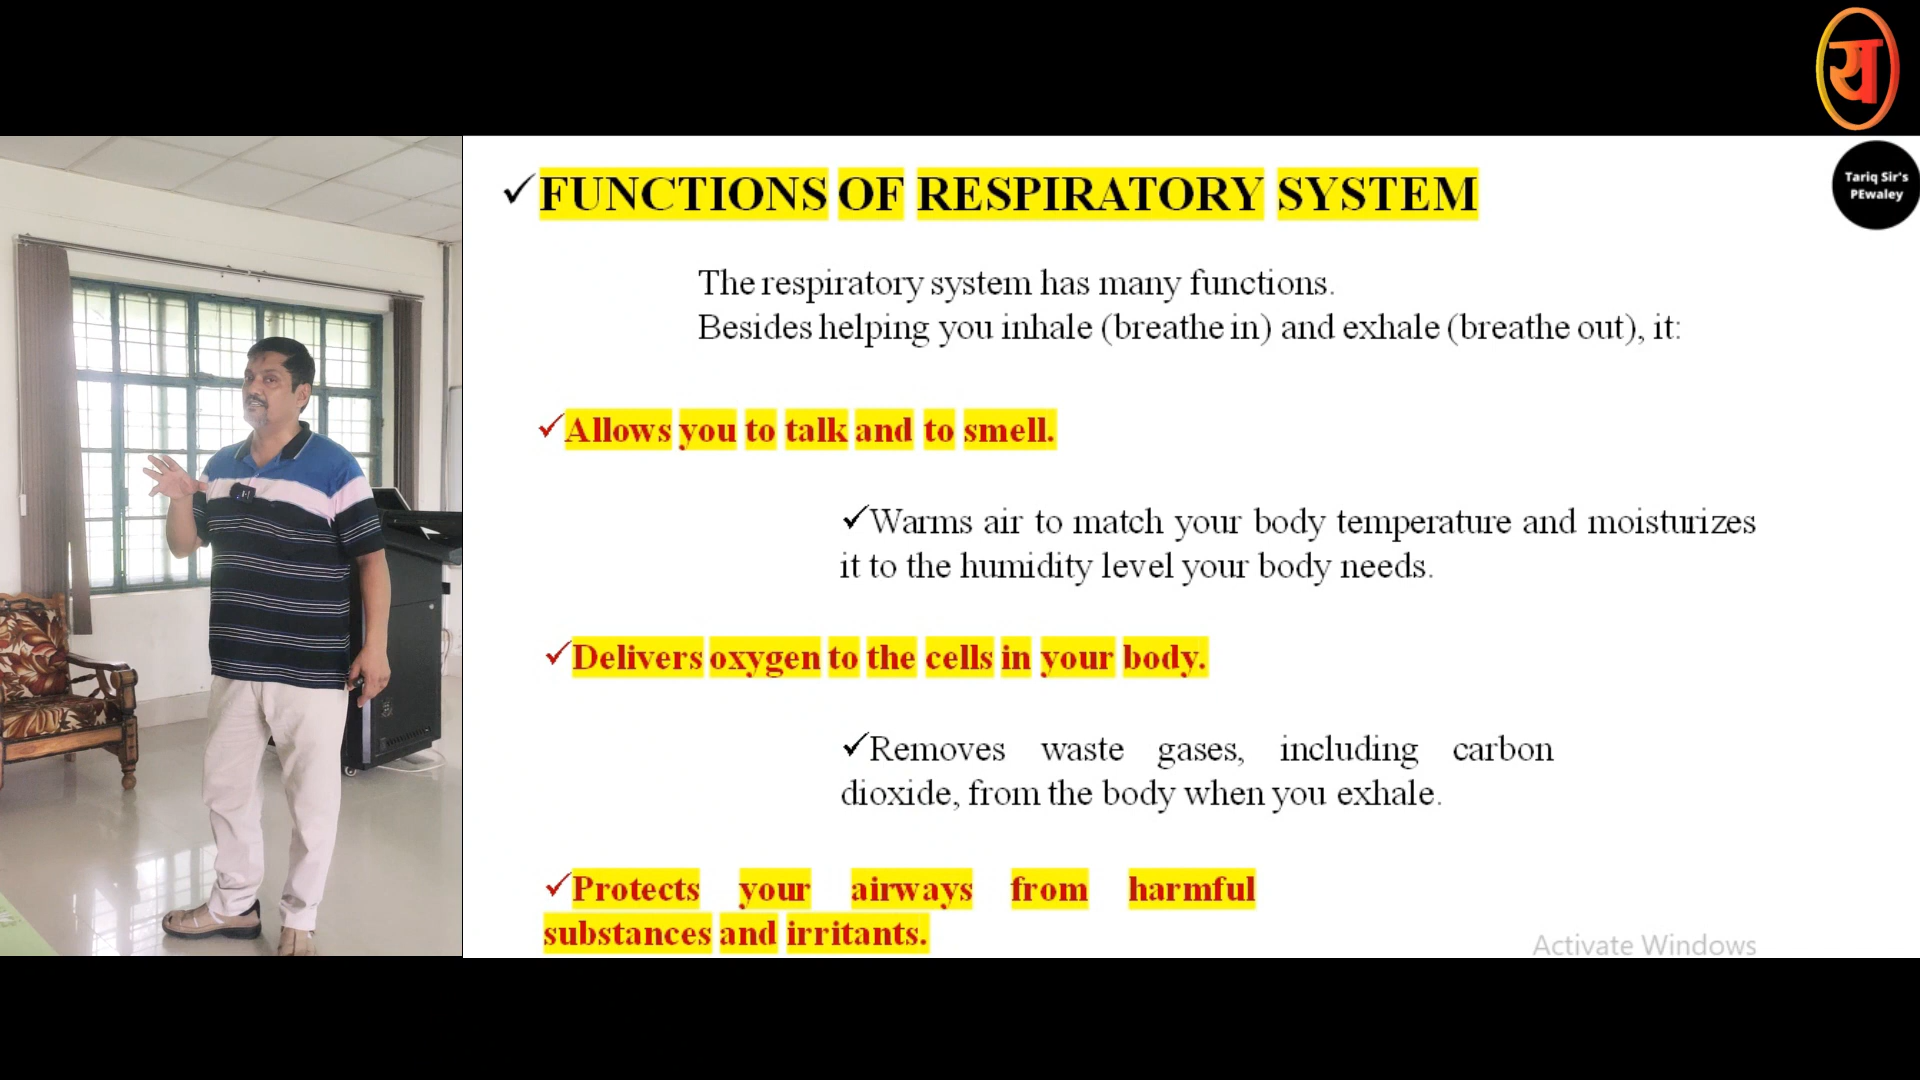 य
Tariq Sir's
PEwaley
✓FUNCTIONS OF RESPIRATORY SYSTEM
The respiratory system has many functions.
Besides helping you inhale (breathe in) and exhale (breathe out), it:
✓Allows you to talk and to smell.
✓Warms air to match your body temperature and moisturizes
it to the humidity level your body needs.
✓Delivers oxygen to the cells in your body.
✓Removes waste gases, including carbon
dioxide, from the body when you exhale.
✓Protects your airways from harmful
substances and irritants.
Activate Windows